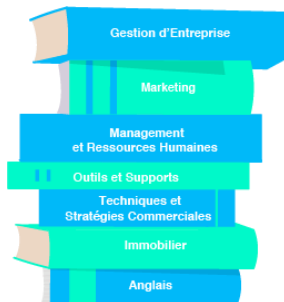 Gestion d'Entreprise
Marketing
Management
et Ressources Humaines
Outils et Supports
Techniques et
Stratégies Commerciales
Immobilier
Anglais